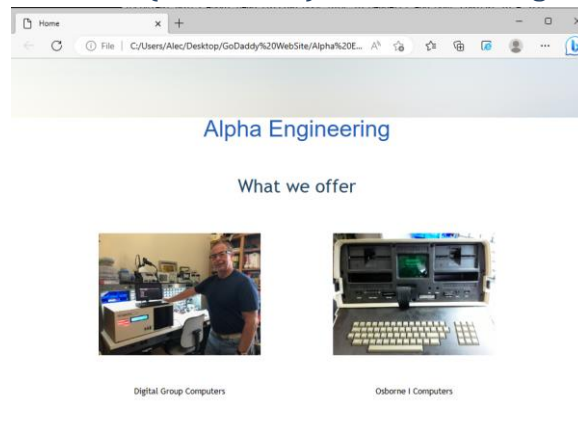 Home
File
C:/Users/Alec/Desktop/GoDaddy%20WebSite/Alpha%20E...
Alpha Engineering
What we offer
Digital Group Computers
Osborne I Computers